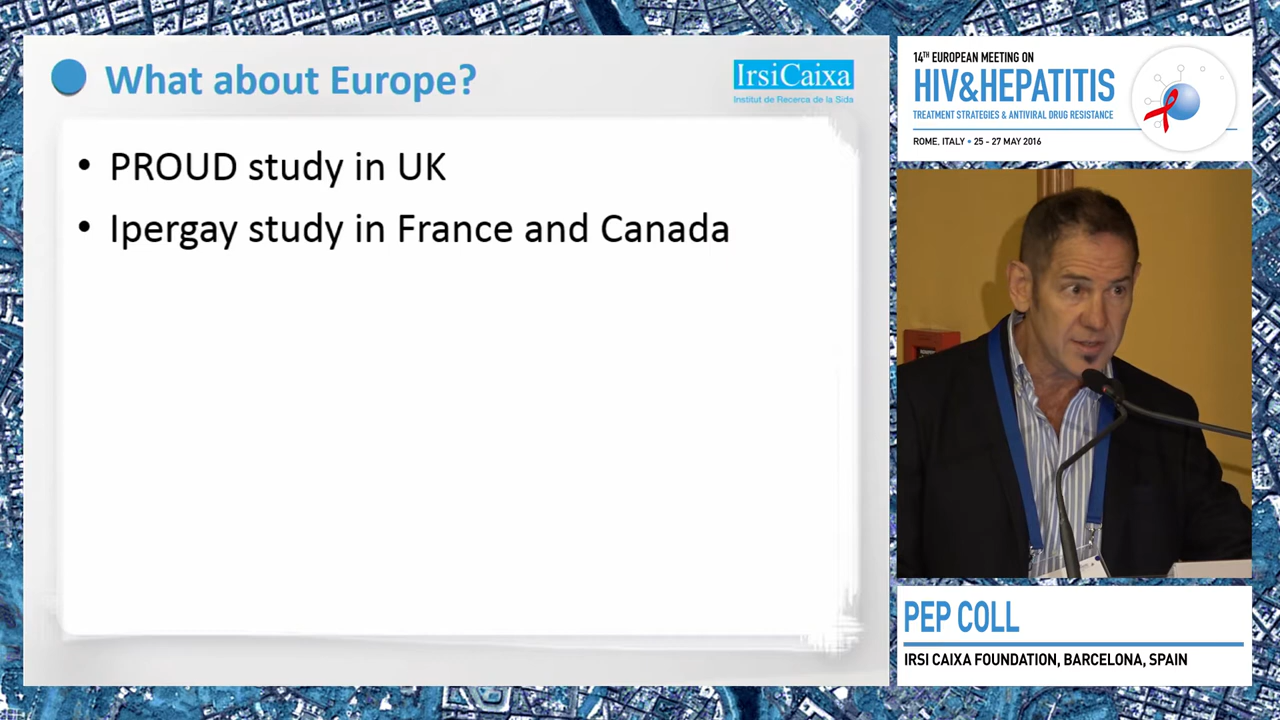 What about Europe?
IrsiCaixa
Institut de Recerca de la Sida
• PROUD study in UK
• Ipergay study in France and Canada
14TH EUROPEAN MEETING ON
HIV&HEPATITIS
TREATMENT STRATEGIES & ANTIVIRAL DRUG RESISTANCE
ROME, ITALY • 25 - 27 MAY 2016
PEP COLL
IRSI CAIXA FOUNDATION, BARCELONA, SPAIN